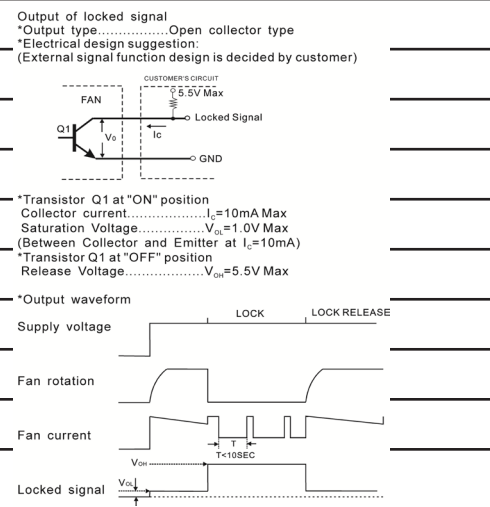 Output of locked signal
*Output type.................Open collector type
*Electrical design suggestion:
(External signal function design is decided by customer)
CUSTOMER'S CIRCUIT
FAN
5.5V Max
Locked Signal
Q1
Vo
Ic
GND
*Transistor Q1 at "ON" position
Collector current...................IC=10mA Max
Saturation Voltage..............VOL=1.0V Max
(Between Collector and Emitter at IC=10mA)
*Transistor Q1 at "OFF" position
Release Voltage...................VOH=5.5V Max
*Output waveform
LOCK
LOCK RELEASE
Supply voltage
Fan rotation
Fan current
T
T<10SEC
VOH
VOL
Locked signal